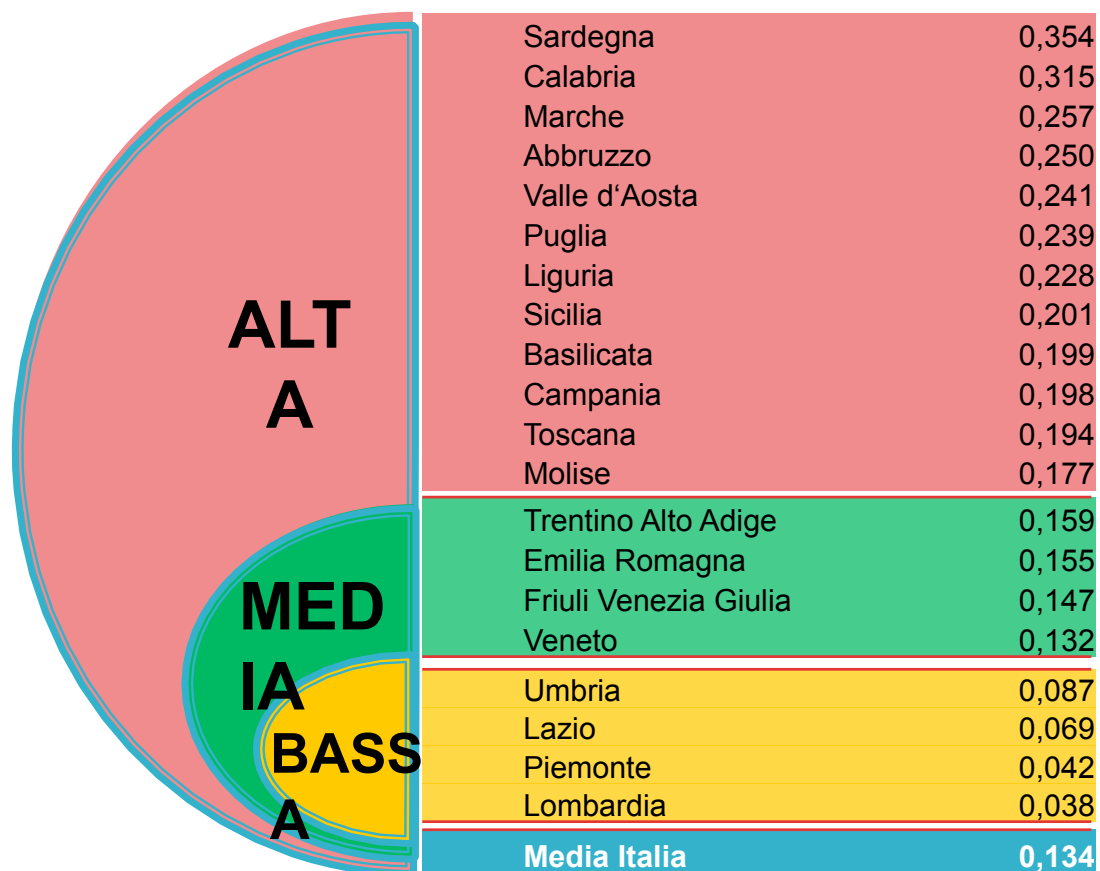 Sardegna 0,354
Calabria 0,315
Marche 0,257
Abbruzzo 0,250
Valle d‘Aosta 0,241
Puglia 0,239
Liguria 0,228
Sicilia 0,201
Basilicata 0,199
Campania 0,198
Toscana 0,194
Molise 0,177
ALT
A
Trentino Alto Adige 0,159
Emilia Romagna 0,155
Friuli Venezia Giulia 0,147
Veneto 0,132
MED
IA
Umbria 0,087
Lazio 0,069
Piemonte 0,042
Lombardia 0,038
BASS
A
Media Italia 0,134